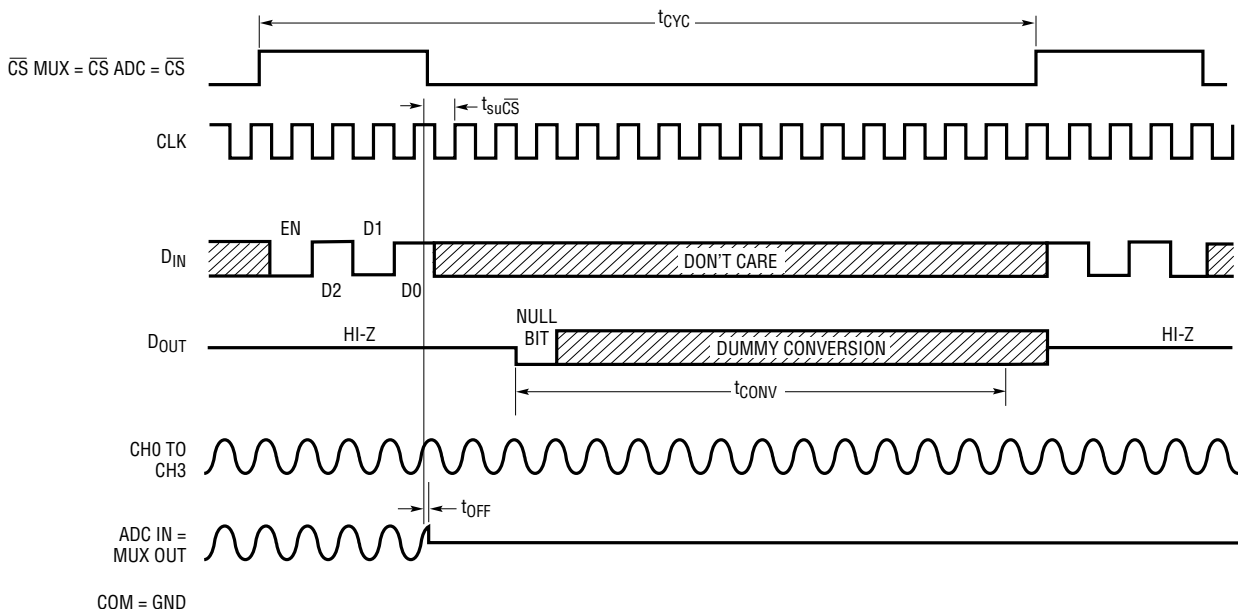 tCYC
CS MUX = CS ADC = CS
tsuCS
CLK
EN
D1
DIN
DON'T CARE
D2
D0
NULL
BIT
HI-Z
HI-Z
DOUT
DUMMY CONVERSION
tCONV
CH0 TO
CH3
tOFF
ADC IN =
MUX OUT
COM = GND